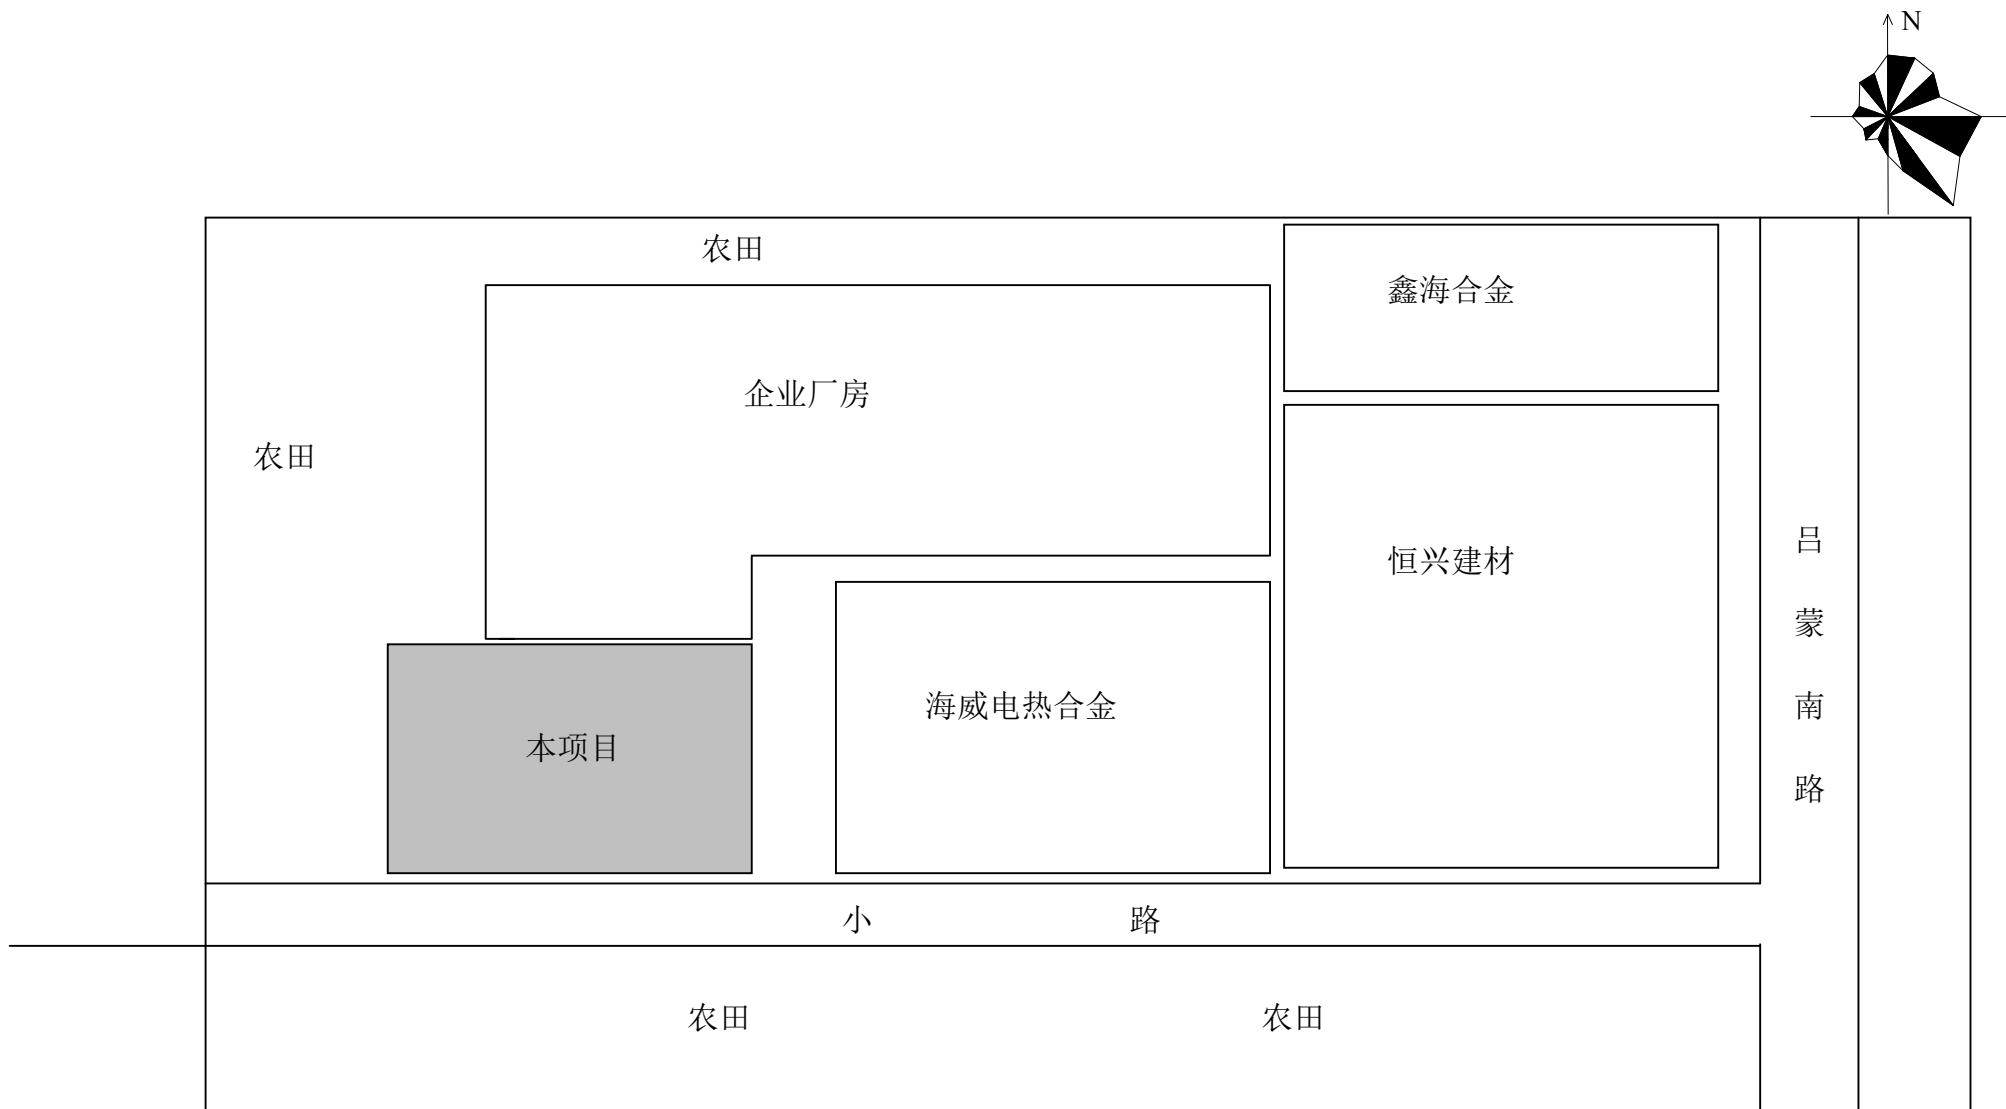 N
农田
鑫海合金
企业厂房
农田
恒兴建材
吕蒙南路
海威电热合金
本项目
小路
农田
农田